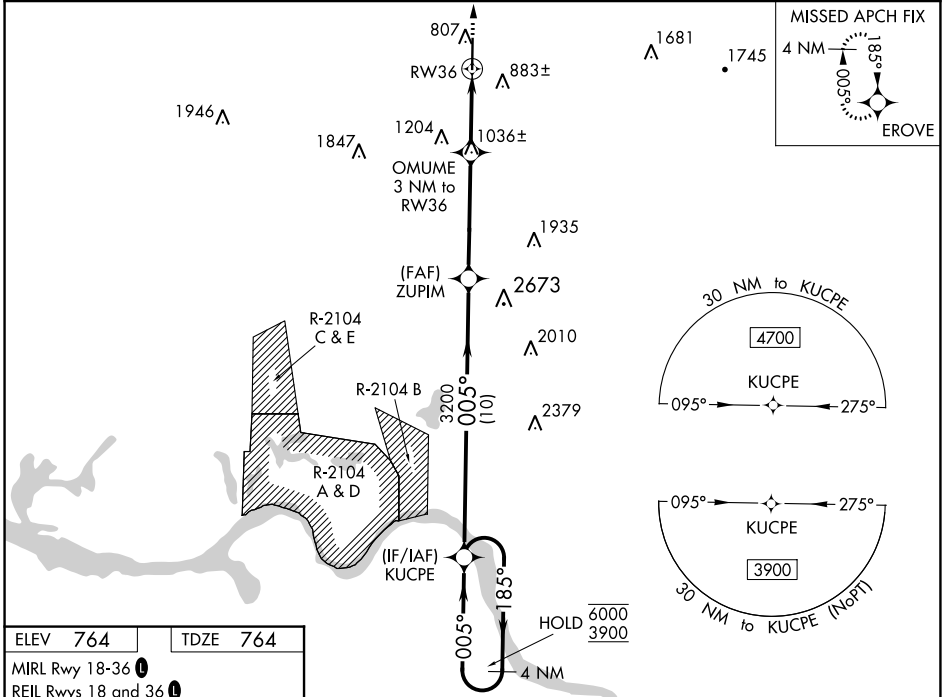 MISSED APCH FIX
4 NM
185°
005°
EROVE
807
RW36
883±
1681
1745
1946
1847
1204
1036±
OMUME
3 NM to
RW36
1935
(FAF)
ZUPIM
2673
2010
2379
R-2104
C & E
R-2104 B
R-2104
A & D
3200
005°
(10)
(IF/IAF)
KUCPE
005°
185°
HOLD
6000
3900
4 NM
30 NM to KUCPE
4700
KUCPE
095°
275°
095°
275°
KUCPE
3900
30 NM to KUCPE (NoPT)
ELEV 764
TDZE 764
MIRL Rwy 18-36 L
REIL Rwys 18 and 36 L